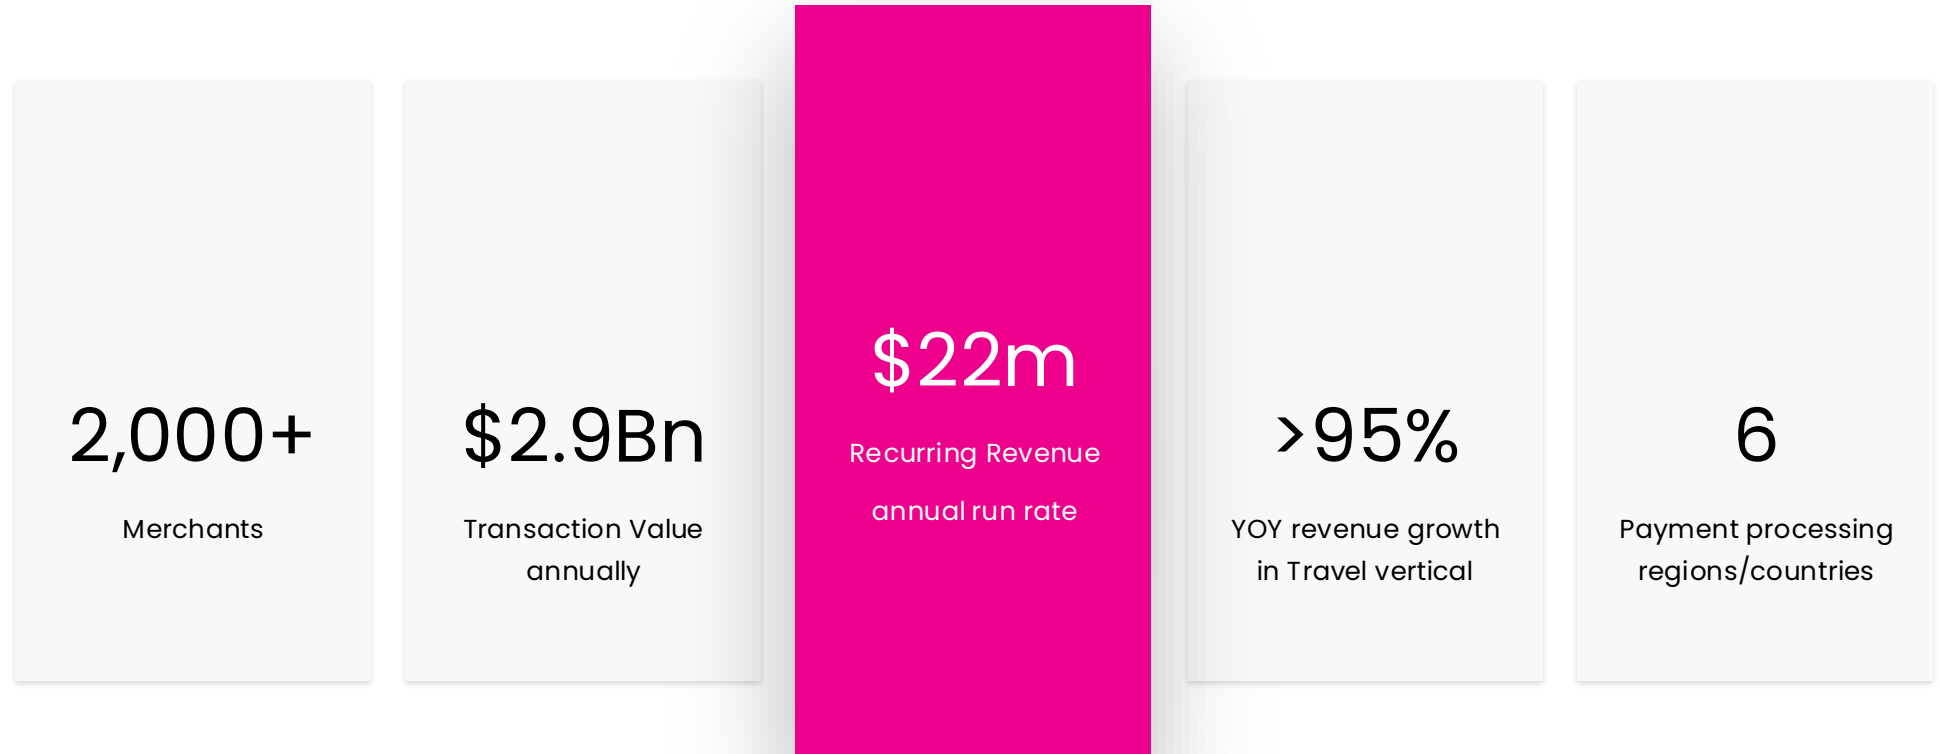 2,000+
Merchants
$2.9Bn
Transaction Value
annually
$22m
Recurring Revenue
annual run rate
>95%
YOY revenue growth
in Travel vertical
6
Payment processing
regions/countries